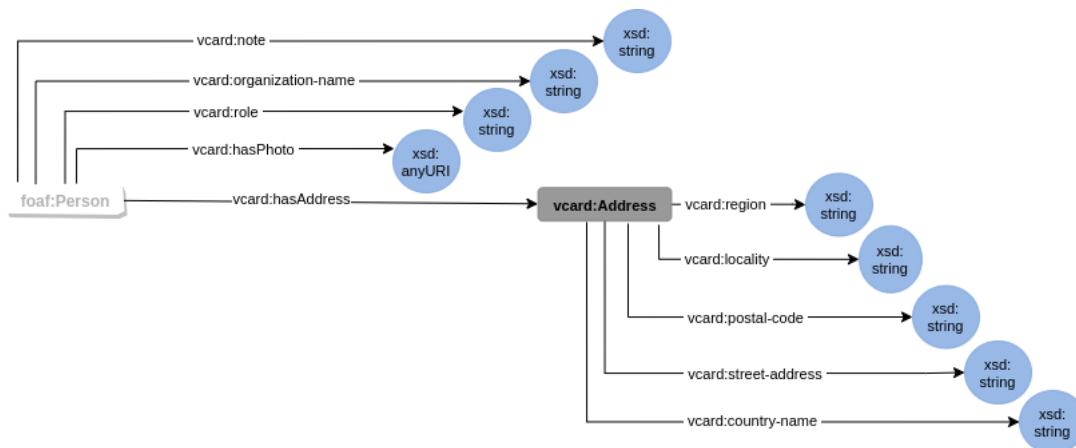 vcard:note
xsd:
string
vcard:organization-name
xsd:
string
vcard:role
xsd:
string
vcard:hasPhoto
xsd:
anyURI
foaf:Person
vcard:hasAddress
vcard:Address
vcard:region
xsd:
string
vcard:locality
xsd:
string
vcard:postal-code
xsd:
string
vcard:street-address
xsd:
string
vcard:country-name
xsd:
string